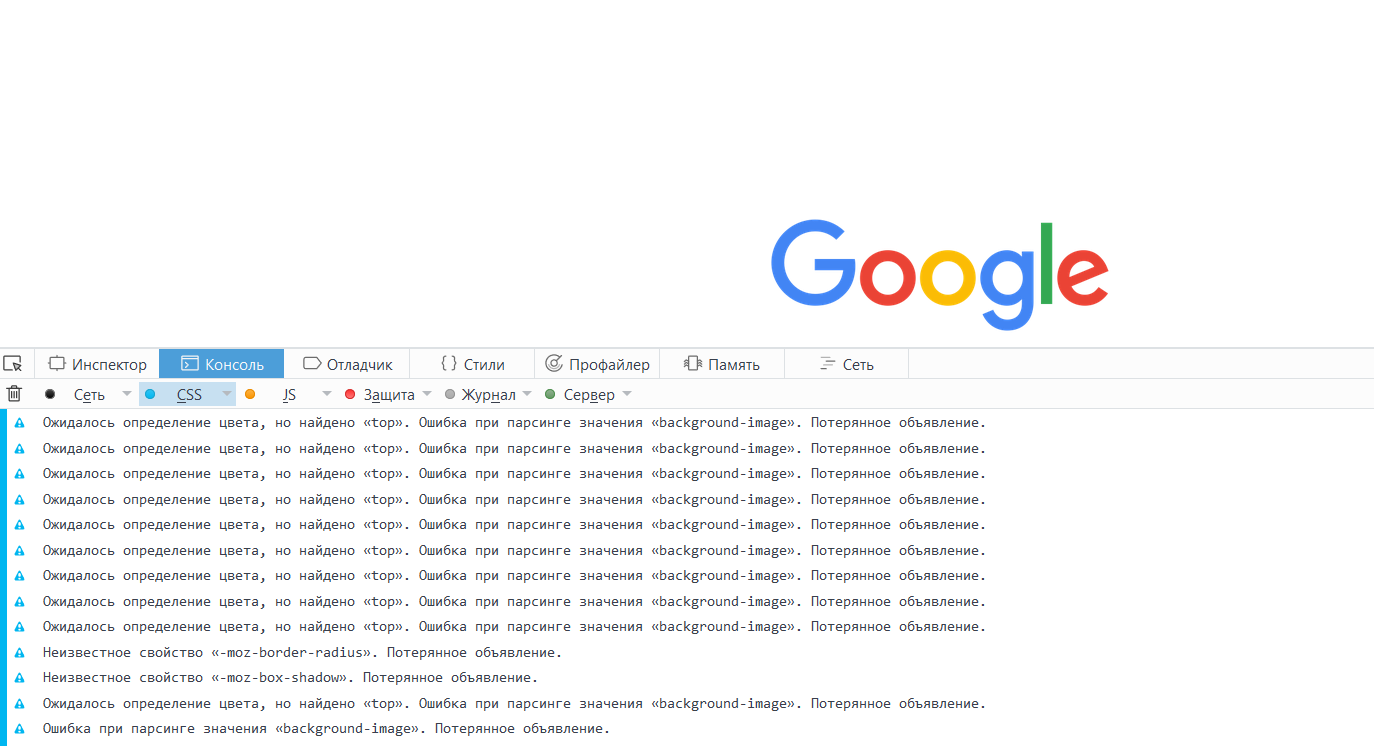 Google
Инспектор Консоль Отладчик Стили Профайлер Память Сеть
Сеть CSS JS Защита Журнал Сервер
Ожидалось определение цвета, но найдено «top». Ошибка при парсинге значения «background-image». Потерянное объявление.
Ожидалось определение цвета, но найдено «top». Ошибка при парсинге значения «background-image». Потерянное объявление.
Ожидалось определение цвета, но найдено «top». Ошибка при парсинге значения «background-image». Потерянное объявление.
Ожидалось определение цвета, но найдено «top». Ошибка при парсинге значения «background-image». Потерянное объявление.
Ожидалось определение цвета, но найдено «top». Ошибка при парсинге значения «background-image». Потерянное объявление.
Ожидалось определение цвета, но найдено «top». Ошибка при парсинге значения «background-image». Потерянное объявление.
Ожидалось определение цвета, но найдено «top». Ошибка при парсинге значения «background-image». Потерянное объявление.
Ожидалось определение цвета, но найдено «top». Ошибка при парсинге значения «background-image». Потерянное объявление.
Ожидалось определение цвета, но найдено «top». Ошибка при парсинге значения «background-image». Потерянное объявление.
Неизвестное свойство «-moz-border-radius». Потерянное объявление.
Неизвестное свойство «-moz-box-shadow». Потерянное объявление.
Ожидалось определение цвета, но найдено «top». Ошибка при парсинге значения «background-image». Потерянное объявление.
Ошибка при парсинге значения «background-image». Потерянное объявление.